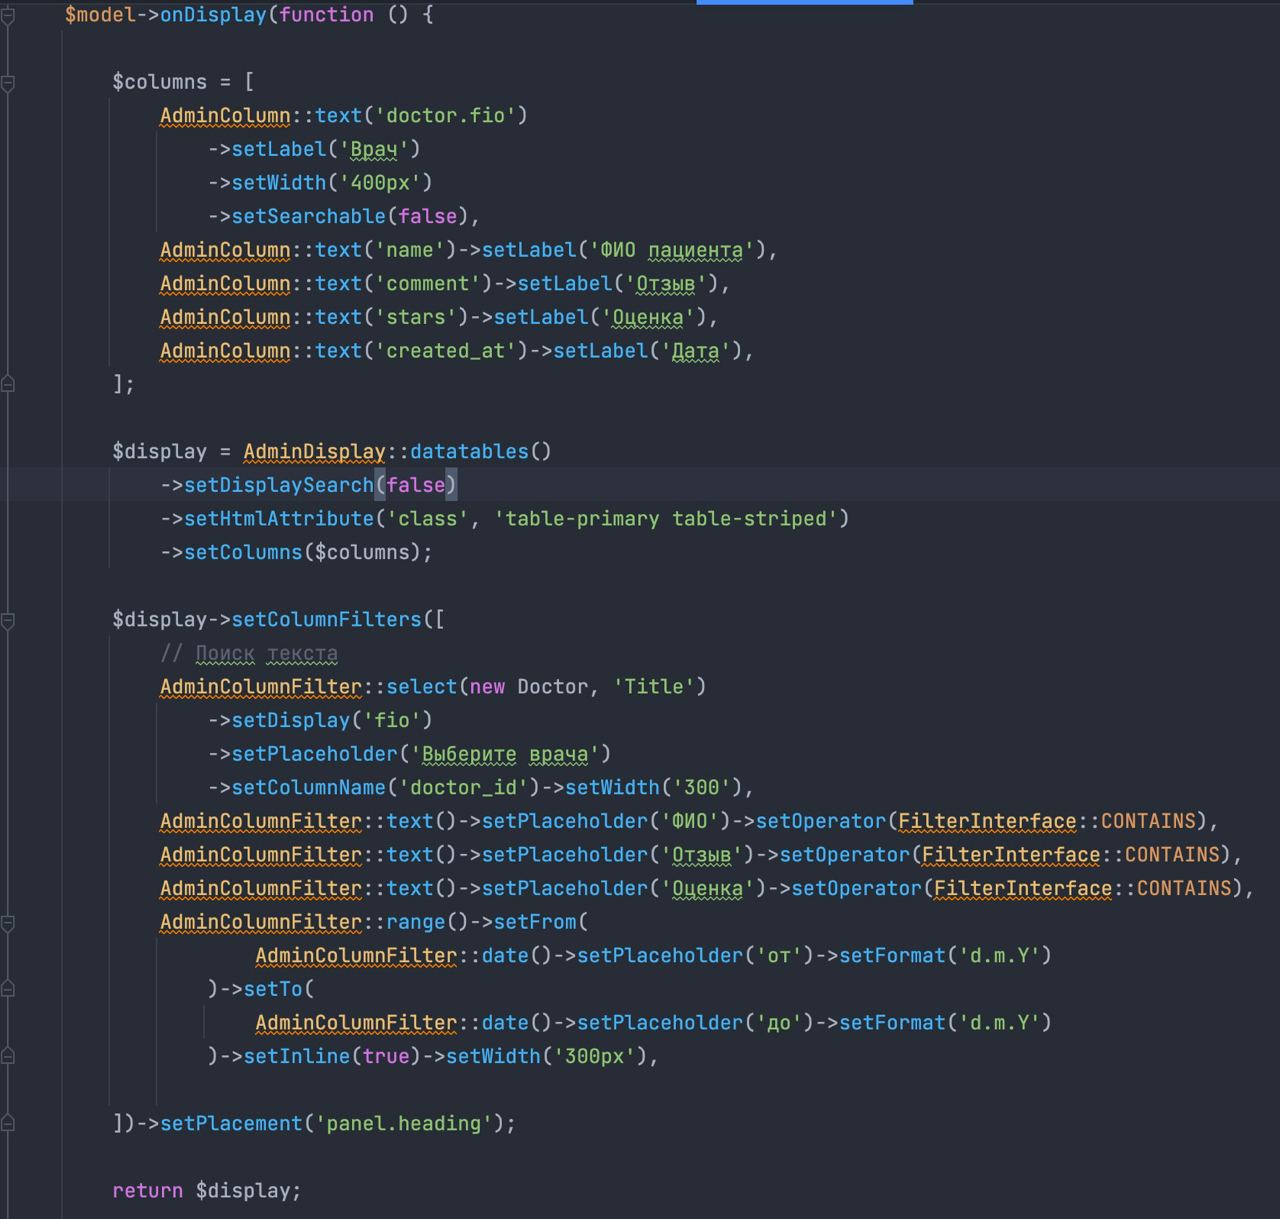 $model->onDisplay(function () {
$columns = [
AdminColumn::text('doctor.fio')
->setLabel('Врач')
->setWidth('400px')
->setSearchable(false),
AdminColumn::text('name')->setLabel('ФИО пациента'),
AdminColumn::text('comment')->setLabel('Отзыв'),
AdminColumn::text('stars')->setLabel('Оценка'),
AdminColumn::text('created_at')->setLabel('Дата'),
];
$display = AdminDisplay::datatables()
->setDisplaySearch(false)
->setHtmlAttribute('class', 'table-primary table-striped')
->setColumns($columns);
$display->setColumnFilters([
// Поиск текста
AdminColumnFilter::select(new Doctor, 'Title')
->setDisplay('fio')
->setPlaceholder('Выберите врача')
->setColumnName('doctor_id')->setWidth('300'),
AdminColumnFilter::text()->setPlaceholder('ФИО')->setOperator(FilterInterface::CONTAINS),
AdminColumnFilter::text()->setPlaceholder('Отзыв')->setOperator(FilterInterface::CONTAINS),
AdminColumnFilter::text()->setPlaceholder('Оценка')->setOperator(FilterInterface::CONTAINS),
AdminColumnFilter::range()->setFrom(
AdminColumnFilter::date()->setPlaceholder('от')->setFormat('d.m.Y')
)->setTo(
AdminColumnFilter::date()->setPlaceholder('до')->setFormat('d.m.Y')
)->setInline(true)->setWidth('300px'),
])->setPlacement('panel.heading');
return $display;